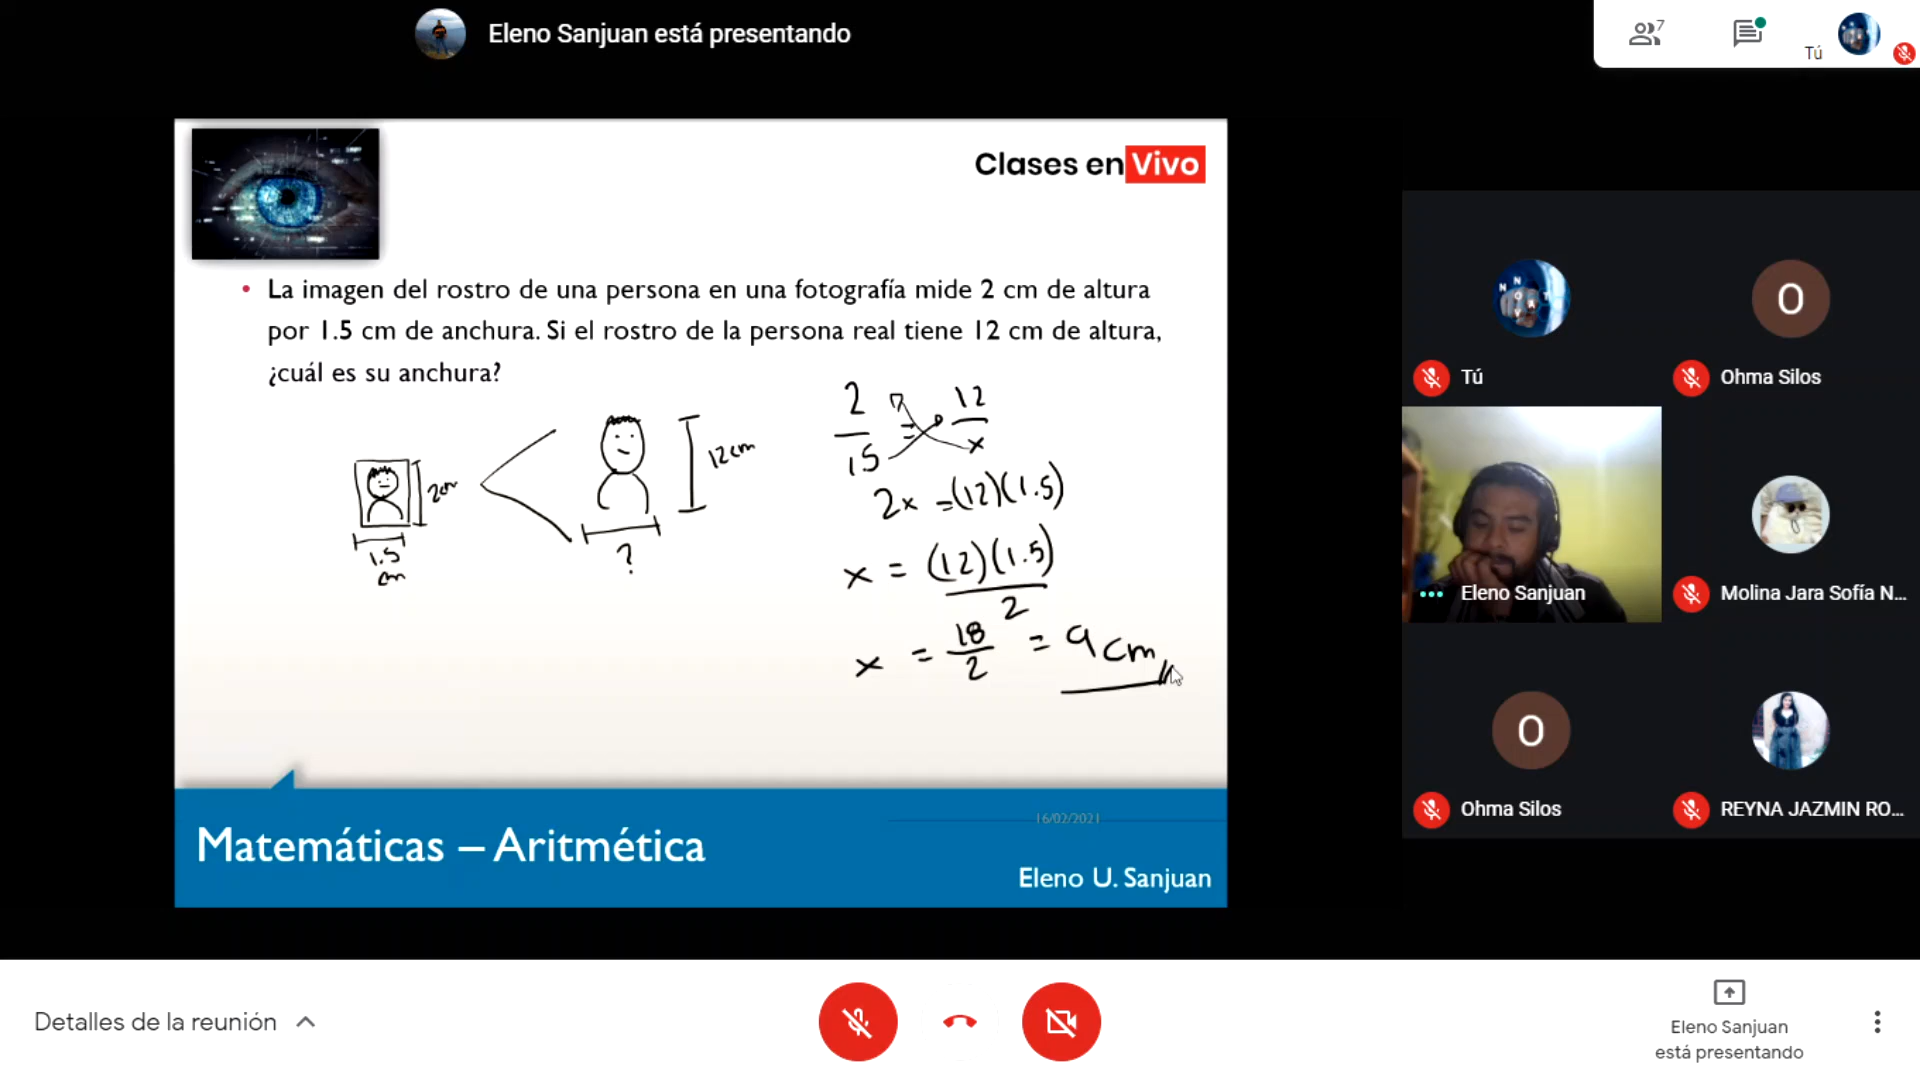 Eleno Sanjuan está presentando
7
Tú
Clases en Vivo
• La imagen del rostro de una persona en una fotografía mide 2 cm de altura
por 1.5 cm de anchura. Si el rostro de la persona real tiene 12 cm de altura,
¿cuál es su anchura?
2cm
1.5
cm
12cm
?
2/15 = 12/x
2x =(12)(1.5)
x = (12)(1.5)/2
x = 18/2 = 9cm
16/02/2021
Matemáticas – Aritmética
Eleno U. Sanjuan
N N O A T V
Tú
O
Ohma Silos
Eleno Sanjuan
Molina Jara Sofía N...
O
Ohma Silos
REYNA JAZMIN RO...
Detalles de la reunión
Eleno Sanjuan
está presentando